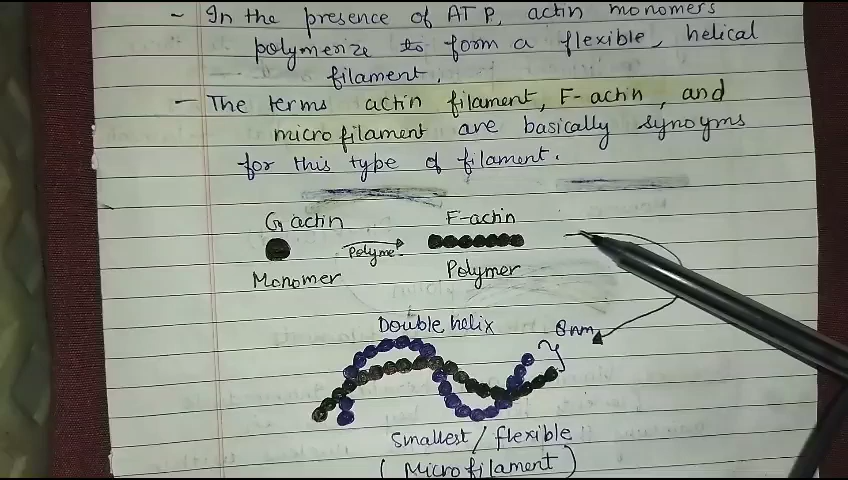 - In the presence of ATP, actin monomers
polymerize to form a flexible, helical
filament.
- The terms actin filament, F-actin, and
microfilament are basically synoyms
for this type of filament.
G actin F-actin
Polyme.
Monomer Polymer
Double helix 8nm
Smallest / flexible
(Microfilament)